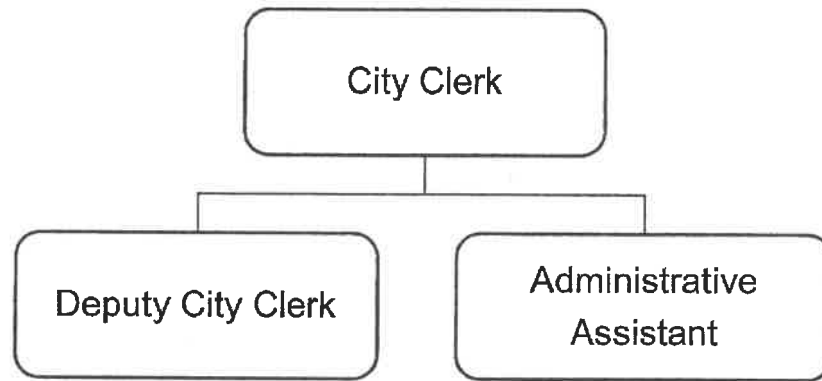 City Clerk
Deputy City Clerk
Administrative
Assistant